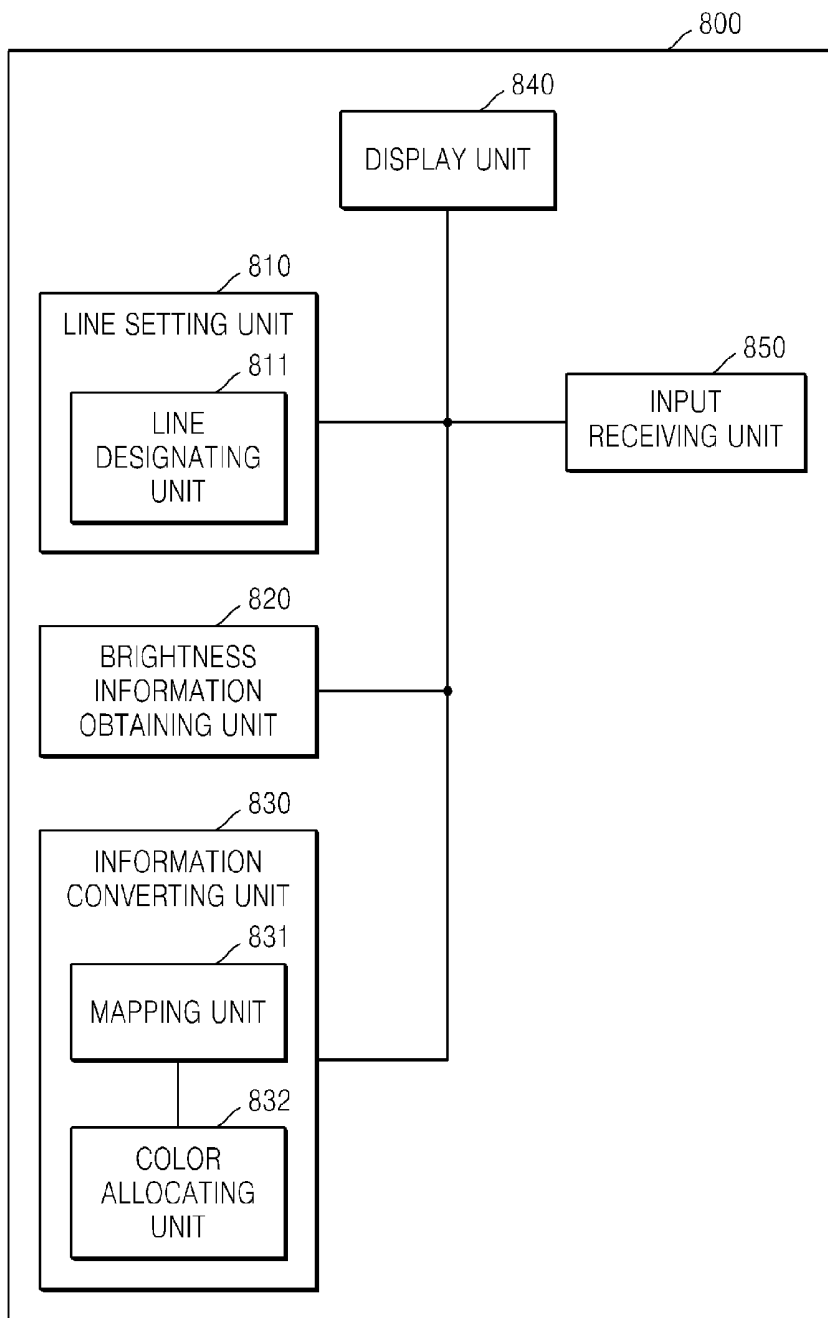 800
840
DISPLAY UNIT
810
LINE SETTING UNIT
811
LINE
DESIGNATING
UNIT
850
INPUT
RECEIVING UNIT
820
BRIGHTNESS
INFORMATION
OBTAINING UNIT
830
INFORMATION
CONVERTING UNIT
831
MAPPING UNIT
832
COLOR
ALLOCATING
UNIT